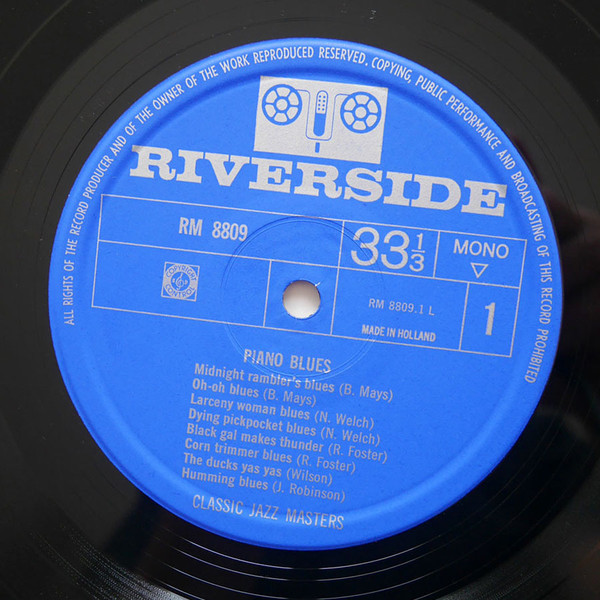 ALL RIGHTS OF THE RECORD PRODUCER AND OF THE OWNER OF THE WORK REPRODUCED RESERVED. COPYING, PUBLIC PERFORMANCE AND BROADCASTING OF THIS RECORD PROHIBITED
RIVERSIDE
RM 8809
33 1/3
MONO
RM 8809.1 L
1
MADE IN HOLLAND
PIANO BLUES
Midnight rambler's blues (B. Mays)
Oh-oh blues (B. Mays)
Larceny woman blues (N. Welch)
Dying pickpocket blues (N. Welch)
Black gal makes thunder (R. Foster)
Corn trimmer blues (R. Foster)
The ducks yas yas (Wilson)
Humming blues (J. Robinson)
CLASSIC JAZZ MASTERS